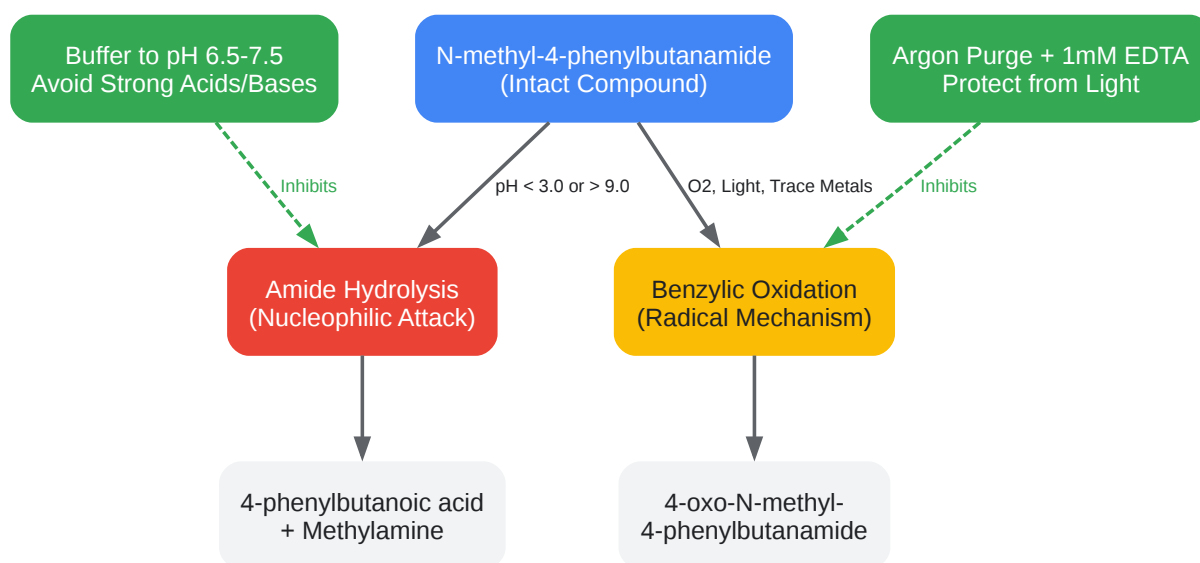 Buffer to pH 6.5-7.5
Avoid Strong Acids/Bases
N-methyl-4-phenylbutanamide
(Intact Compound)
Argon Purge + 1mM EDTA
Protect from Light
Inhibits
pH < 3.0 or > 9.0
O2, Light, Trace Metals
Inhibits
Amide Hydrolysis
(Nucleophilic Attack)
Benzylic Oxidation
(Radical Mechanism)
4-phenylbutanoic acid
+ Methylamine
4-oxo-N-methyl-
4-phenylbutanamide